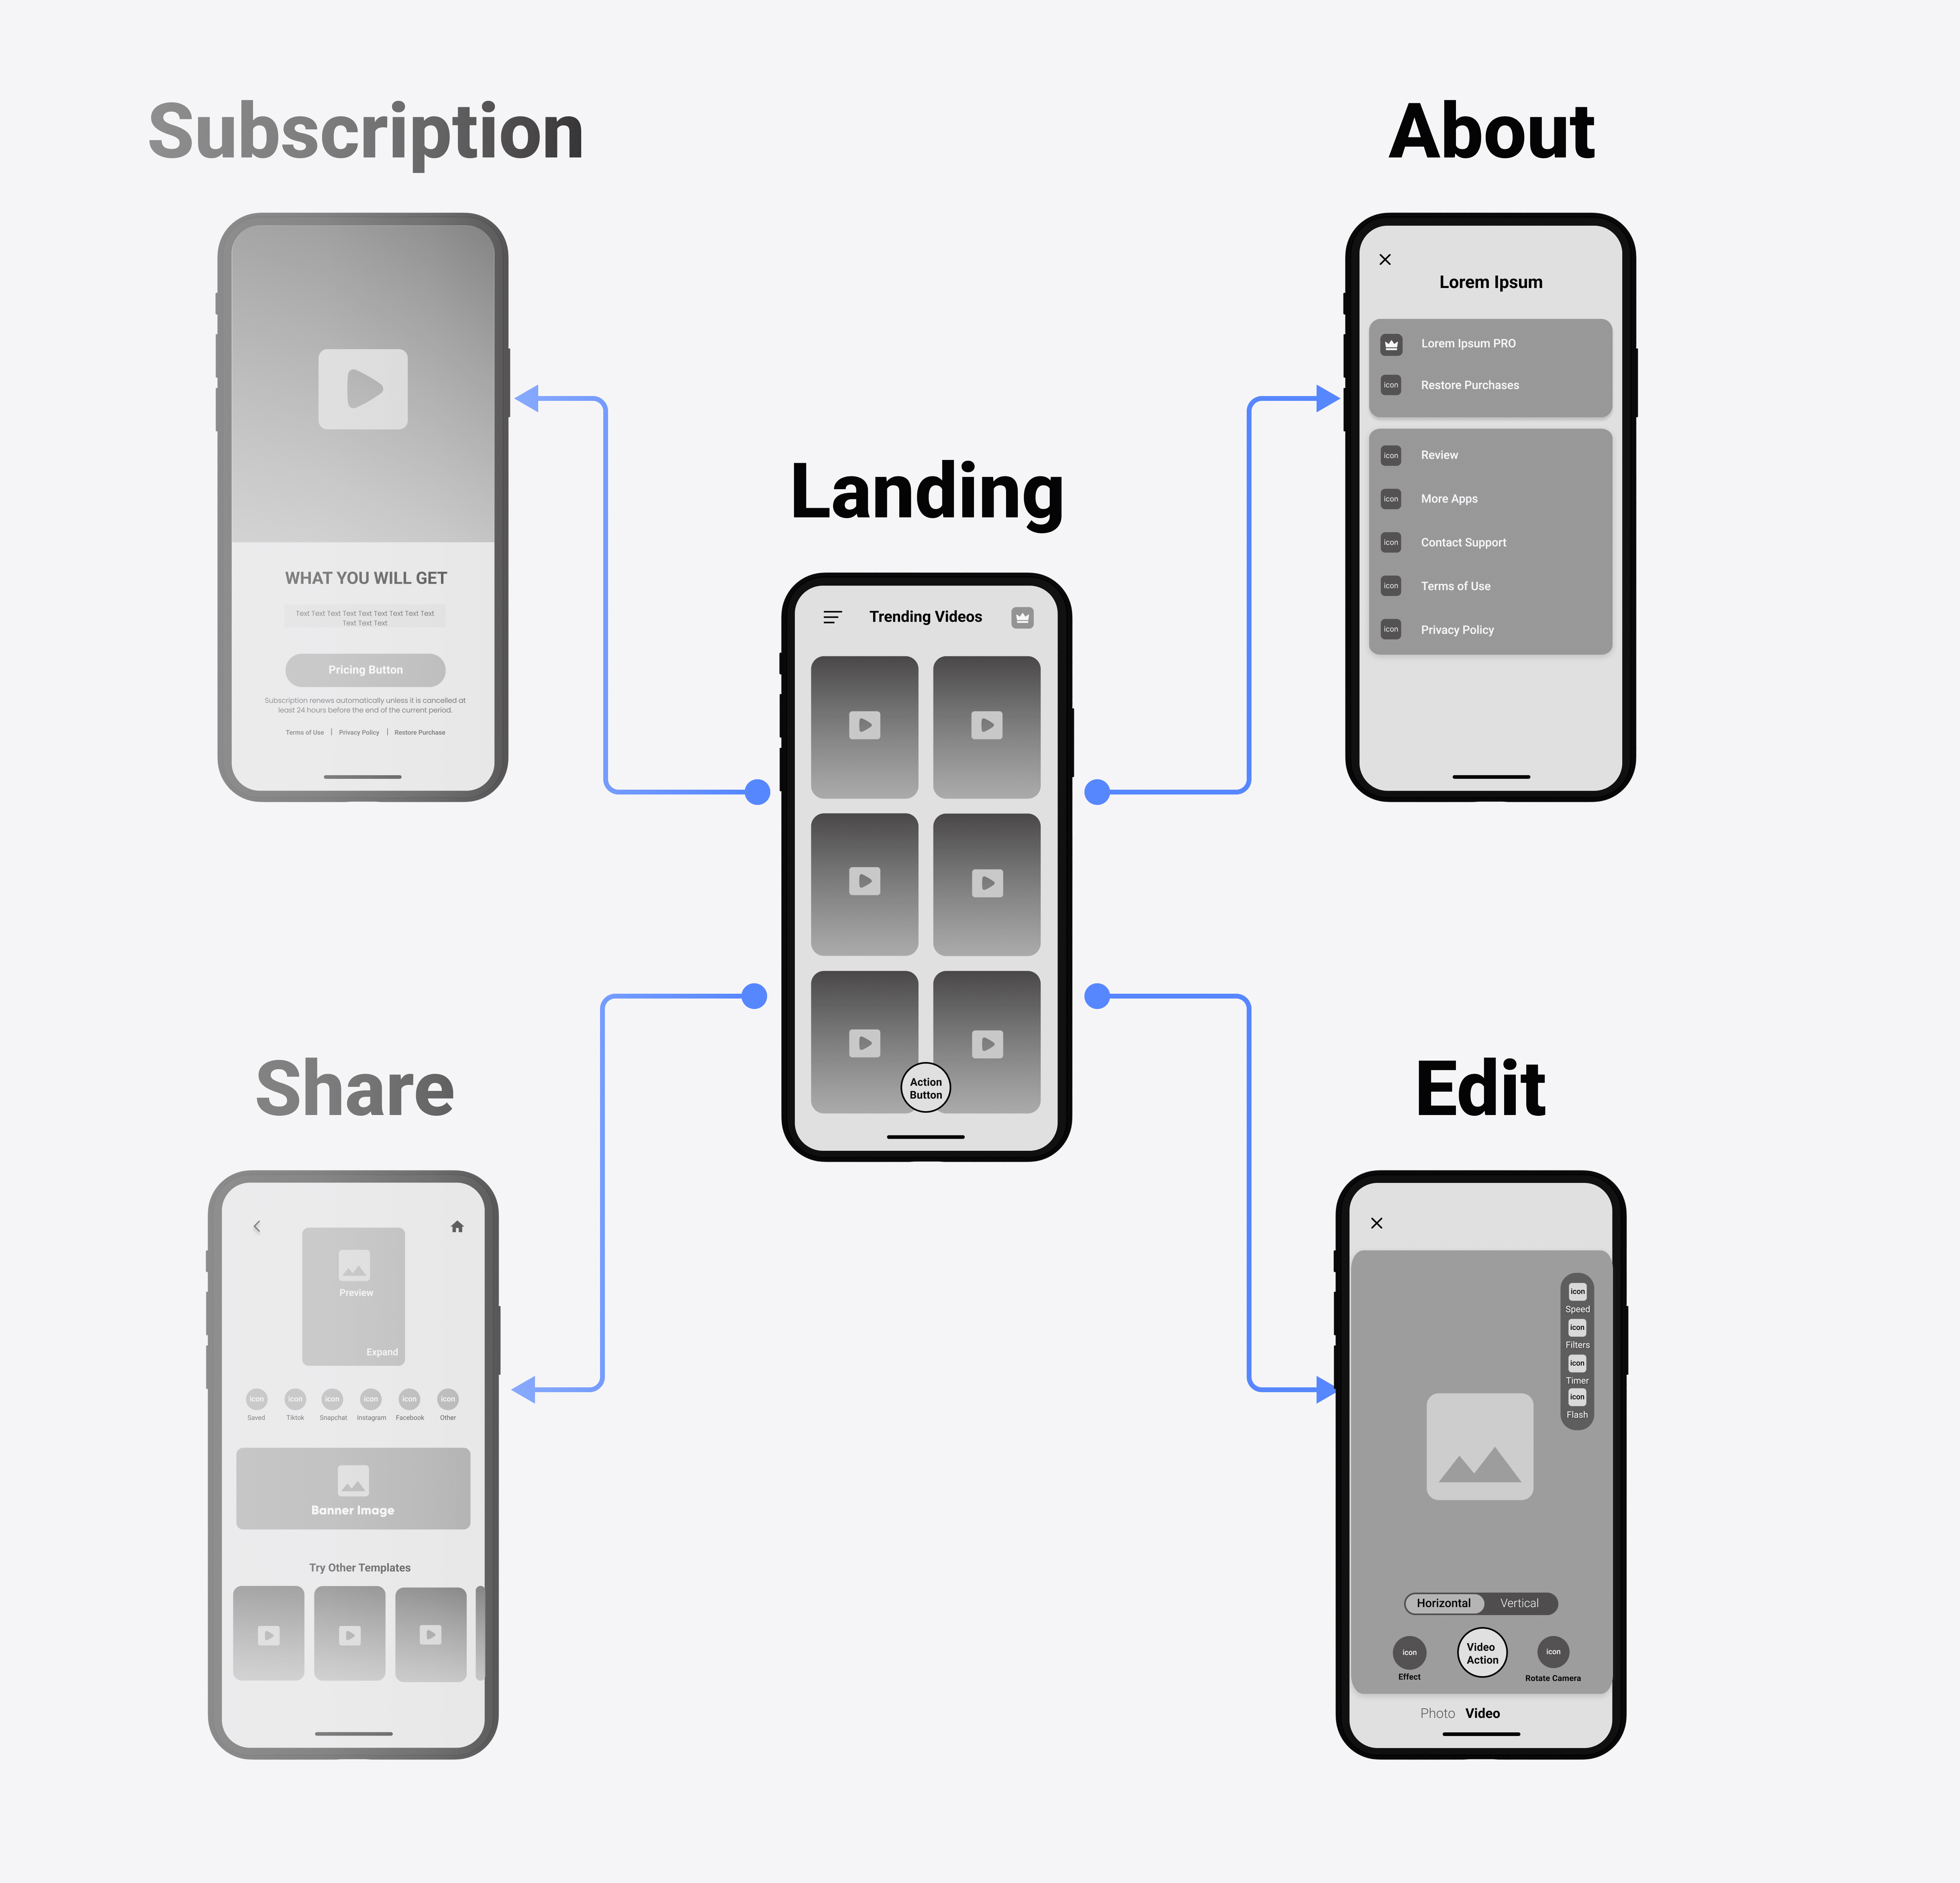 Subscription
WHAT YOU WILL GET
Text Text Text Text Text Text Text Text Text
Text Text Text
Pricing Button
Subscription renews automatically unless it is cancelled at
least 24 hours before the end of the current period.
Terms of Use | Privacy Policy | Restore Purchase
About
Lorem Ipsum
Lorem Ipsum PRO
icon Restore Purchases
icon Review
icon More Apps
icon Contact Support
icon Terms of Use
icon Privacy Policy
Landing
Trending Videos
Action
Button
Share
Preview
Expand
icon icon icon icon icon icon
Saved Tiktok Snapchat Instagram Facebook Other
Banner Image
Try Other Templates
Edit
icon
Speed
icon
Filters
icon
Timer
icon
Flash
Horizontal Vertical
icon
Effect
Video
Action
icon
Rotate Camera
Photo Video